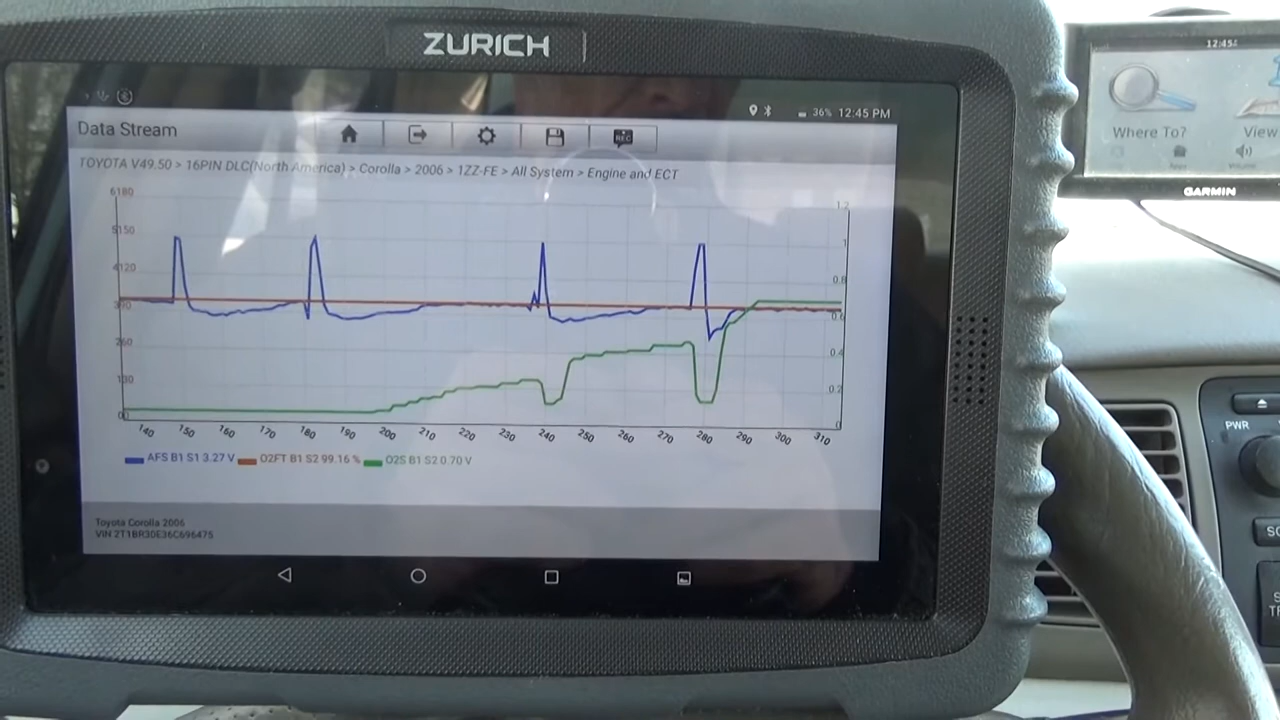 ZURICH
36% 12:45 PM
Data Stream
REC
TOYOTA V49.50 > 16PIN DLC(North America) > Corolla > 2006 > 1ZZ-FE > All System > Engine and ECT
6180
5150
4120
260
130
1.2
1
0.8
0.6
0.4
0.2
140 150 160 170 180 190 200 210 220 230 240 250 260 270 280 290 300 310
AFS B1 S1 3.27 V O2FT B1 S2 99.16 % O2S B1 S2 0.70 V
Toyota Corolla 2006
VIN 2T1BR30E36C696475
12:45
Where To?
View
Volume
GARMIN
PWR